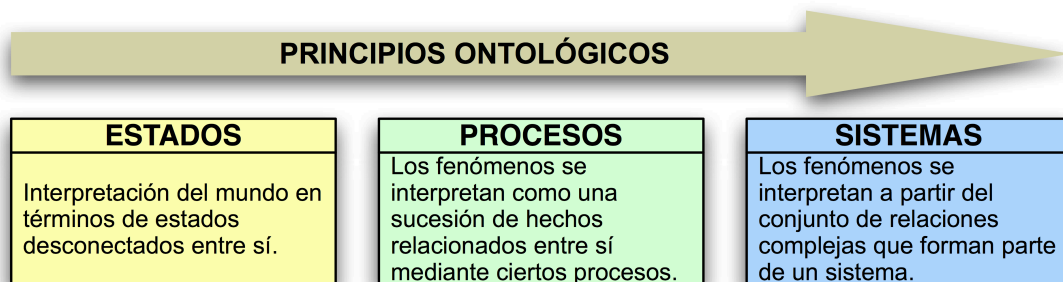 PRINCIPIOS ONTOLÓGICOS
ESTADOS
Interpretación del mundo en
términos de estados
desconectados entre sí.
PROCESOS
Los fenómenos se
interpretan como una
sucesión de hechos
relacionados entre sí
mediante ciertos procesos.
SISTEMAS
Los fenómenos se
interpretan a partir del
conjunto de relaciones
complejas que forman parte
de un sistema.